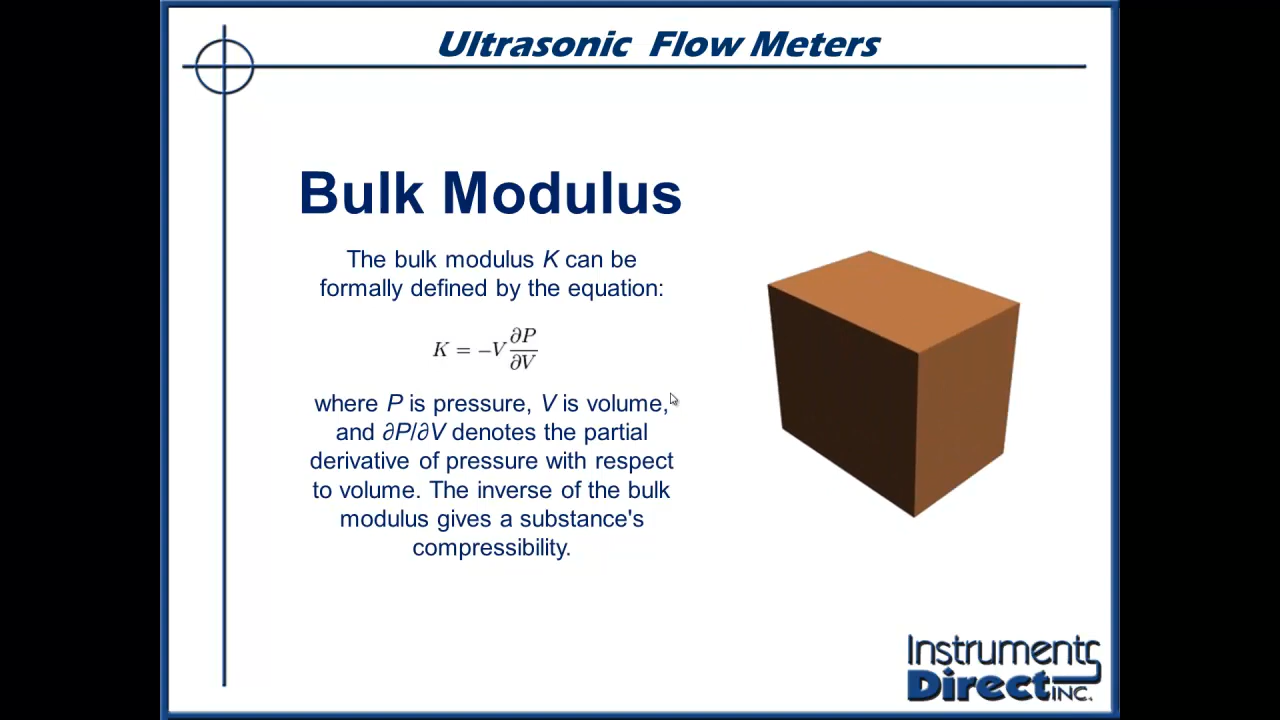 Ultrasonic Flow Meters
Bulk Modulus
The bulk modulus K can be
formally defined by the equation:
K = −V ∂P/∂V
where P is pressure, V is volume,
and ∂P/∂V denotes the partial
derivative of pressure with respect
to volume. The inverse of the bulk
modulus gives a substance's
compressibility.
Instruments
Direct INC.